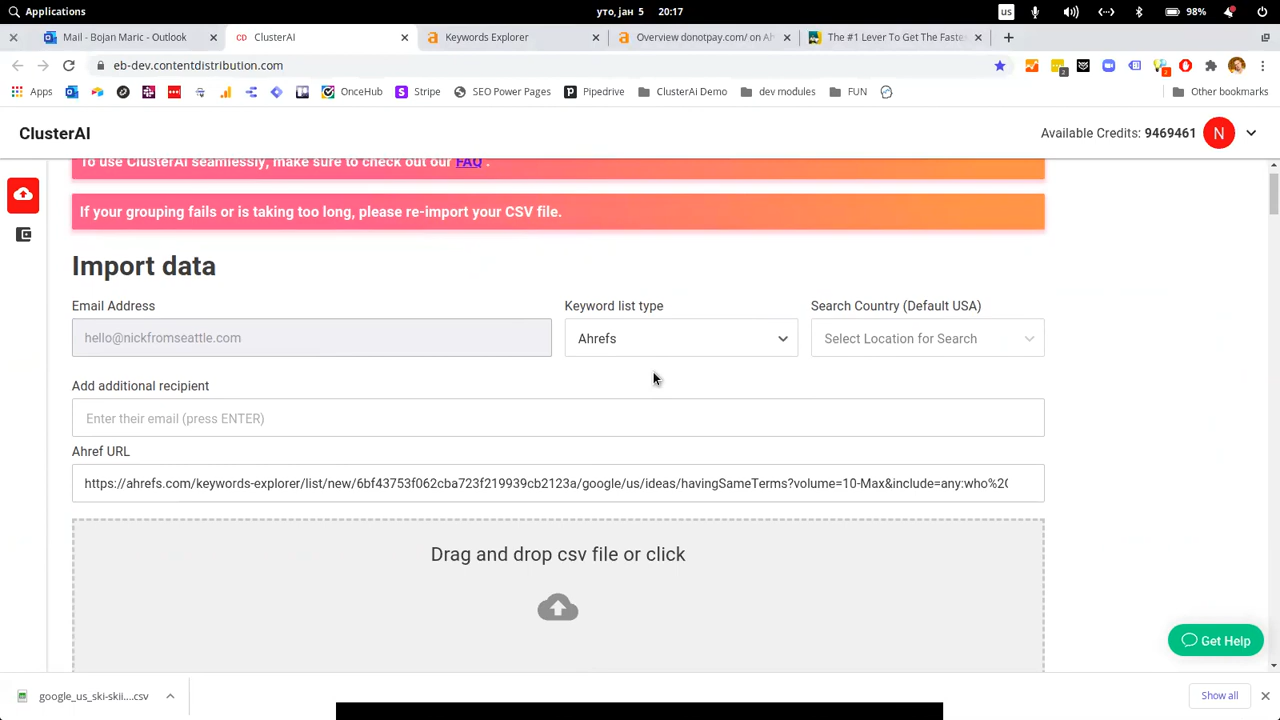 Applications
уто, јан 5 20:17
us
98%
Mail - Bojan Maric - Outlook
CD ClusterAI
Keywords Explorer
Overview donotpay.com/ on Ah
The #1 Lever To Get The Faste
eb-dev.contentdistribution.com
2
2
Apps
OnceHub
Stripe
SEO Power Pages
Pipedrive
ClusterAi Demo
dev modules
FUN
Other bookmarks
ClusterAI
Available Credits: 9469461
N
To use ClusterAI seamlessly, make sure to check out our FAQ .
If your grouping fails or is taking too long, please re-import your CSV file.
Import data
Email Address
Keyword list type
Search Country (Default USA)
hello@nickfromseattle.com
Ahrefs
Select Location for Search
Add additional recipient
Enter their email (press ENTER)
Ahref URL
https://ahrefs.com/keywords-explorer/list/new/6bf43753f062cba723f219939cb2123a/google/us/ideas/havingSameTerms?volume=10-Max&include=any:who%2(
Drag and drop csv file or click
Get Help
google_us_ski-skii....csv
Show all